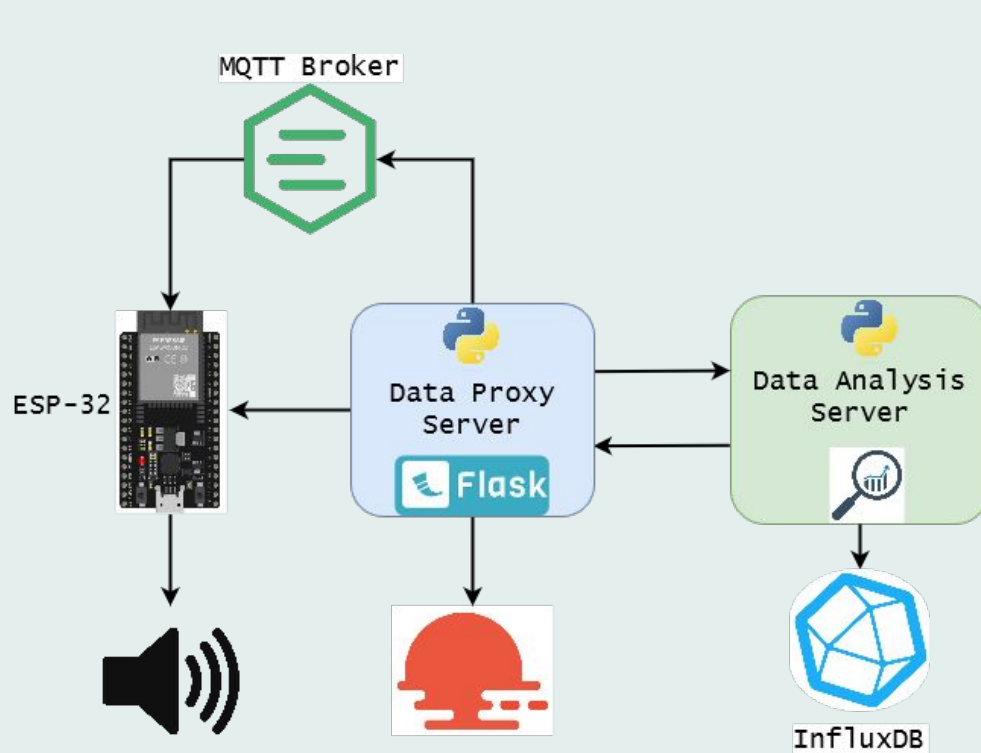 MQTT Broker
ESP-32
Data Proxy
Server
Flask
Data Analysis
Server
InfluxDB